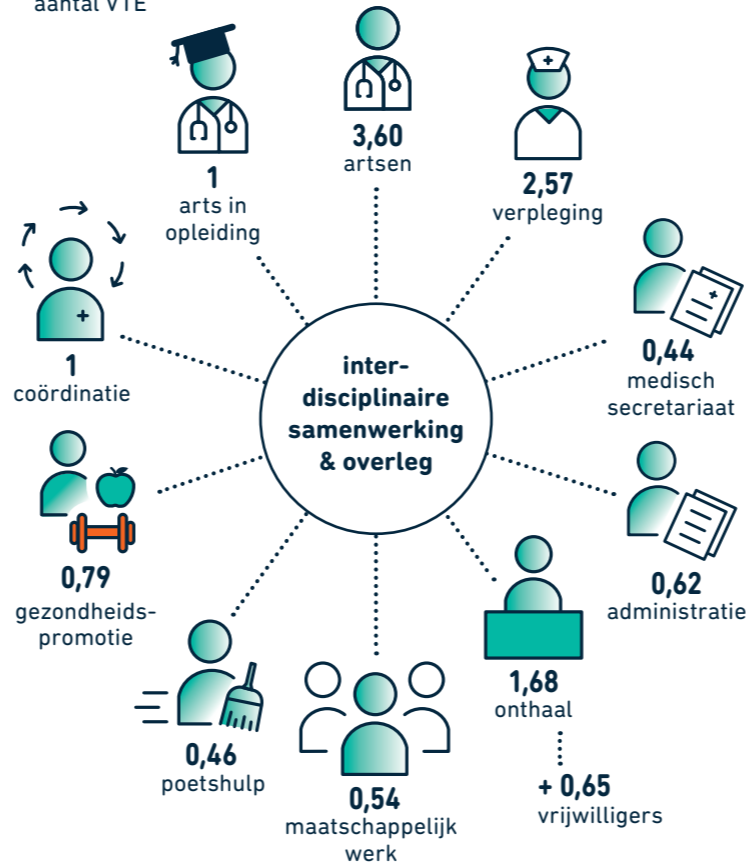 aantal VTE
3,60
artsen
1
arts in
opleiding
2,57
verpleging
1
coördinatie
0,44
medisch
secretariaat
inter-
disciplinaire
samenwerking
& overleg
0,79
gezondheids-
promotie
0,62
administratie
0,46
poetshulp
0,54
maatschappelijk
werk
1,68
onthaal
+ 0,65
vrijwilligers